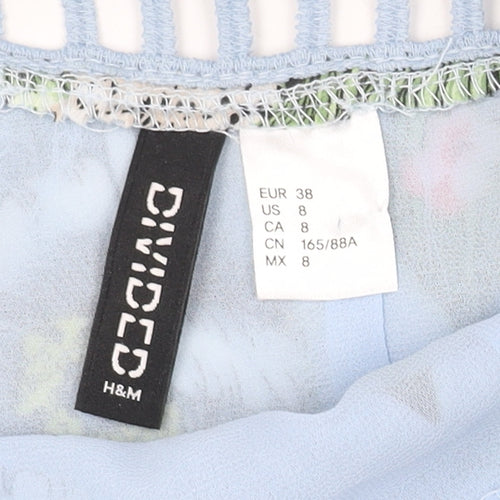 DIVIDED
H&M
EUR 38
US 8
CA 8
CN 165/88A
MX 8